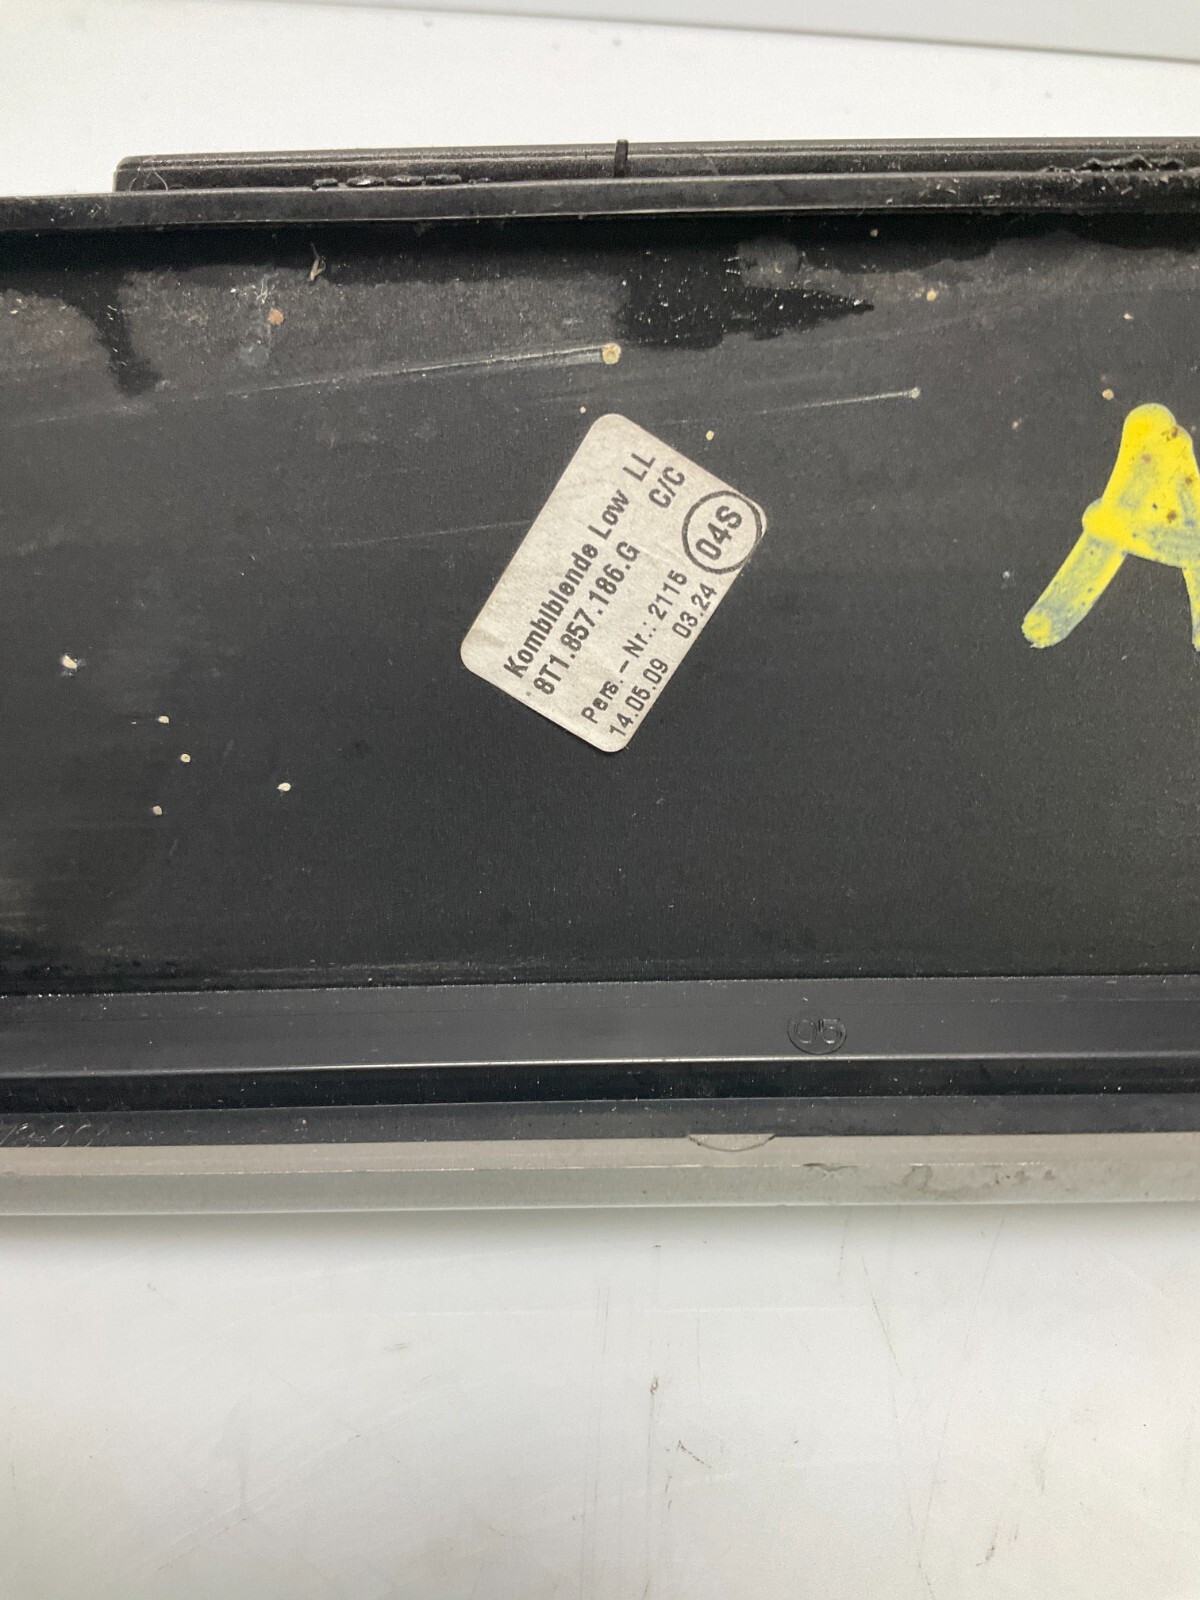 Kombiblende Low LL
8T1.857.186.G C/C
Pers.-Nr.: 2115 04S
14.05.09 03.24
05